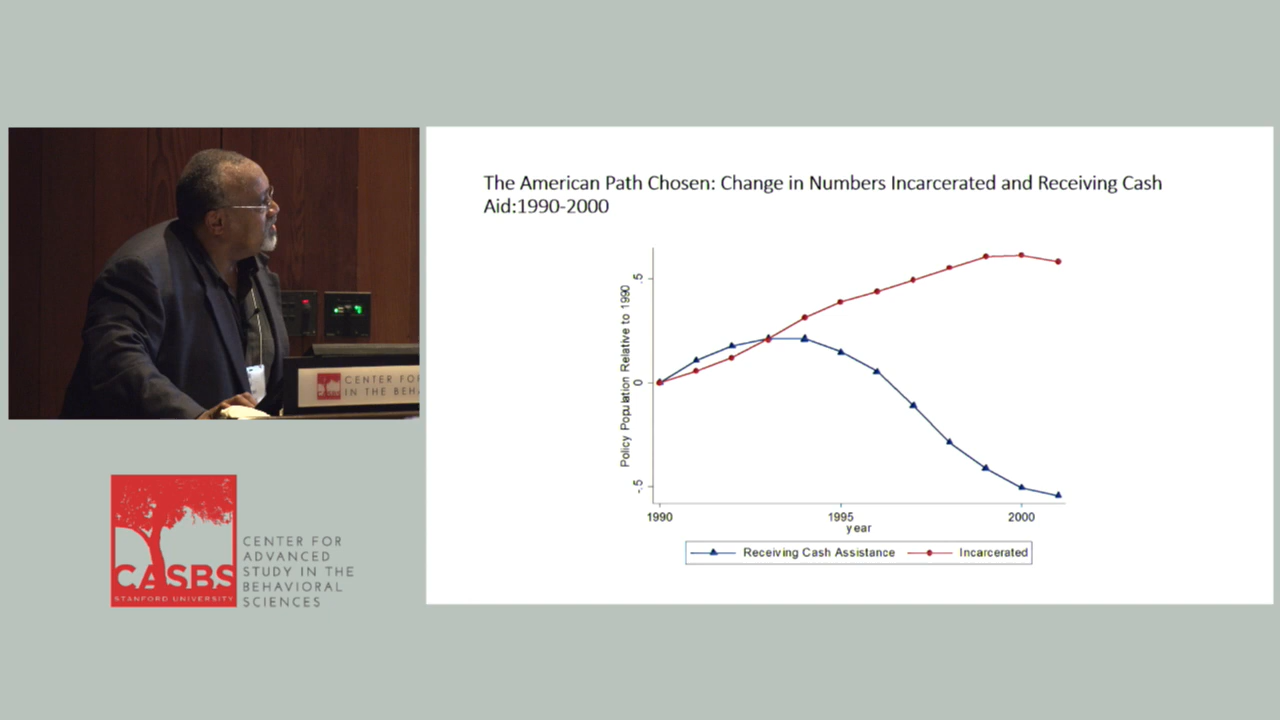 The American Path Chosen: Change in Numbers Incarcerated and Receiving Cash
Aid:1990-2000
Policy Population Relative to 1990
.5
0
-.5
1990 1995 2000
year
Receiving Cash Assistance Incarcerated
CENTER FOR
IN THE BEHA
CASBS
STANFORD UNIVERSITY
CENTER FOR
ADVANCED
STUDY IN THE
BEHAVIORAL
SCIENCES